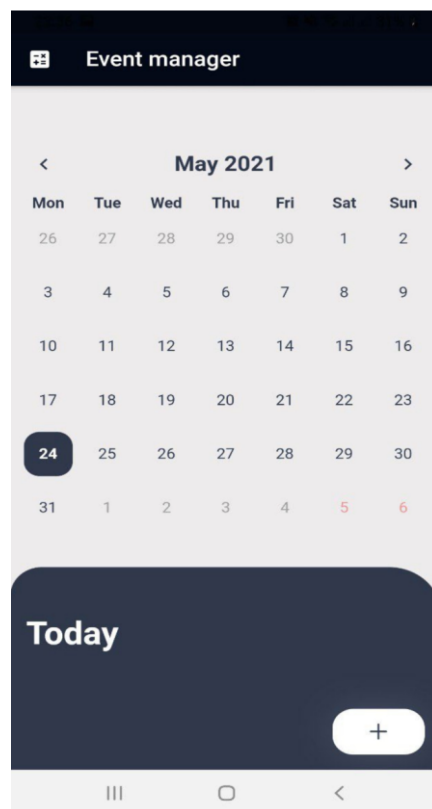 Event manager
< May 2021 >
Mon Tue Wed Thu Fri Sat Sun
26 27 28 29 30 1 2
3 4 5 6 7 8 9
10 11 12 13 14 15 16
17 18 19 20 21 22 23
24 25 26 27 28 29 30
31 1 2 3 4 5 6
Today
+